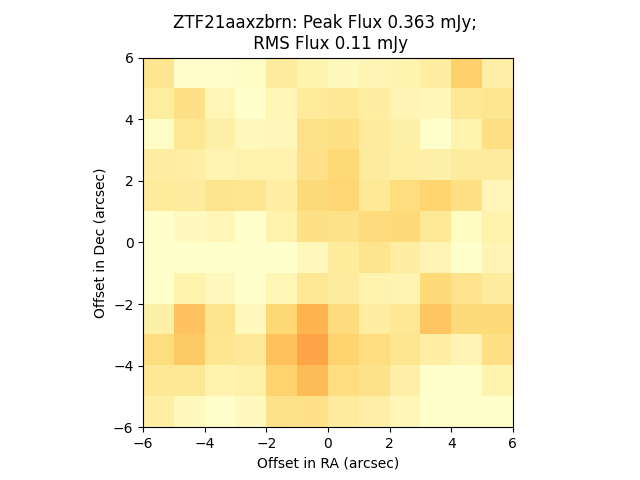 ZTF21aaxzbrn: Peak Flux 0.363 mJy;
RMS Flux 0.11 mJy
6
4
2
0
−2
−4
−6
Offset in Dec (arcsec)
−6 −4 −2 0 2 4 6
Offset in RA (arcsec)